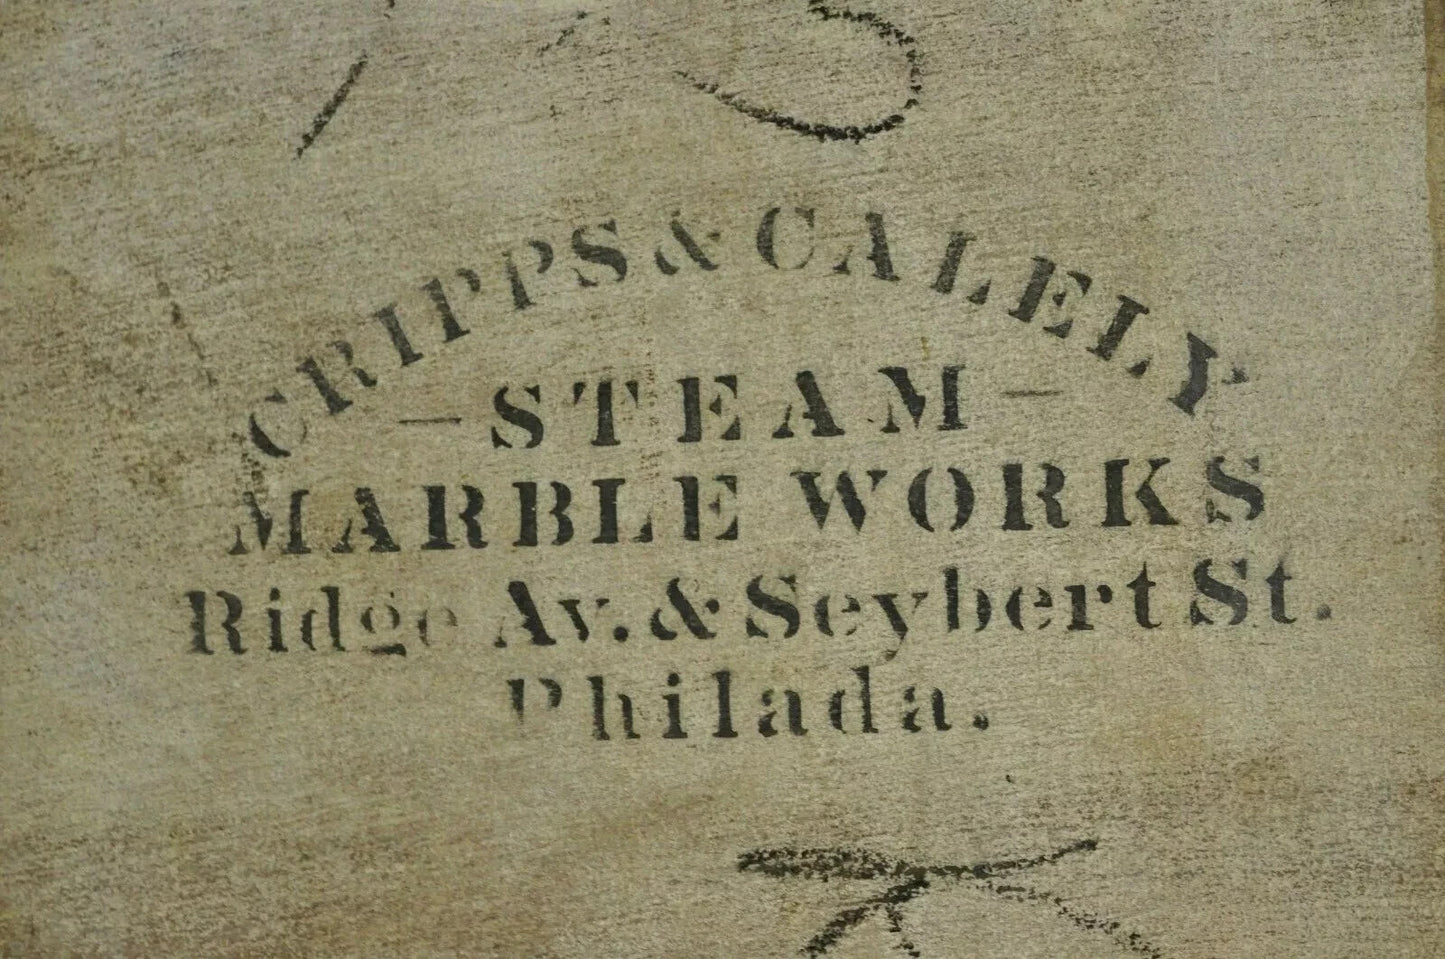 CRIPPS & CALELY
— STEAM —
MARBLE WORKS
Ridge Av. & Seybert St.
Philada.